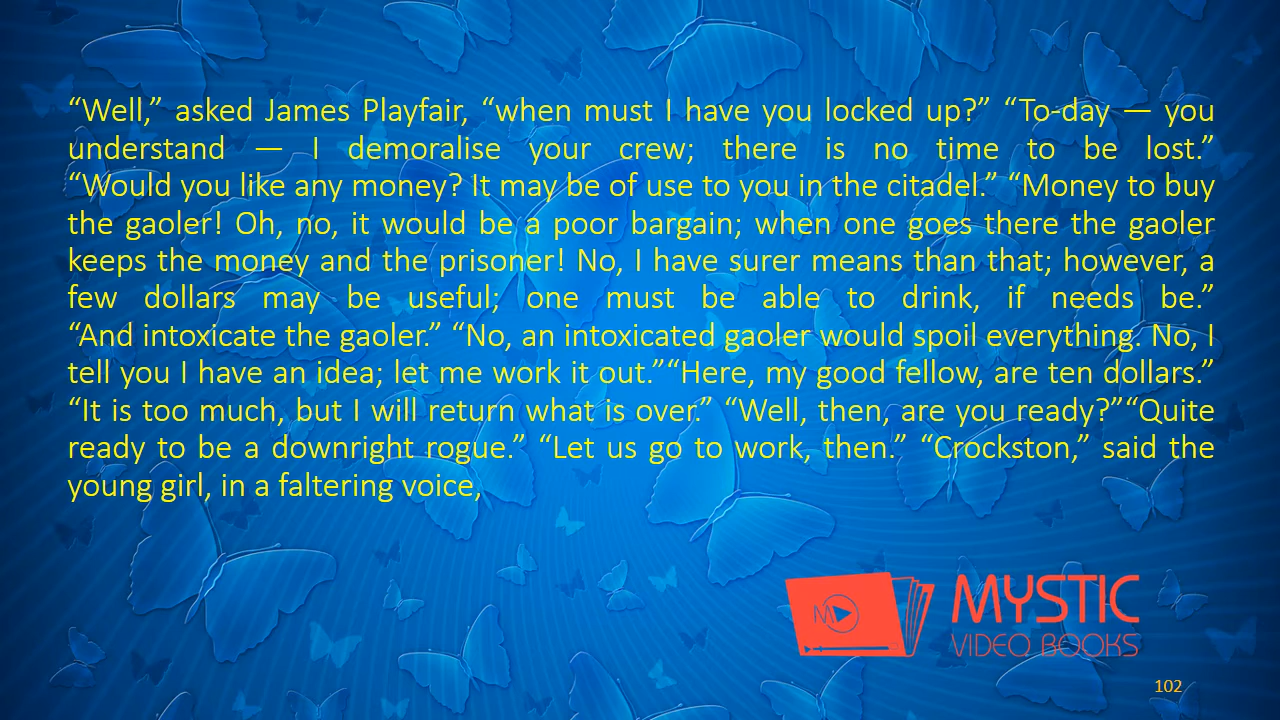 “Well,” asked James Playfair, “when must I have you locked up?” “To-day — you
understand — I demoralise your crew; there is no time to be lost.”
“Would you like any money? It may be of use to you in the citadel.” “Money to buy
the gaoler! Oh, no, it would be a poor bargain; when one goes there the gaoler
keeps the money and the prisoner! No, I have surer means than that; however, a
few dollars may be useful; one must be able to drink, if needs be.”
“And intoxicate the gaoler.” “No, an intoxicated gaoler would spoil everything. No, I
tell you I have an idea; let me work it out.”“Here, my good fellow, are ten dollars.”
“It is too much, but I will return what is over.” “Well, then, are you ready?”“Quite
ready to be a downright rogue.” “Let us go to work, then.” “Crockston,” said the
young girl, in a faltering voice,
M
MYSTIC
VIDEO BOOKS
102